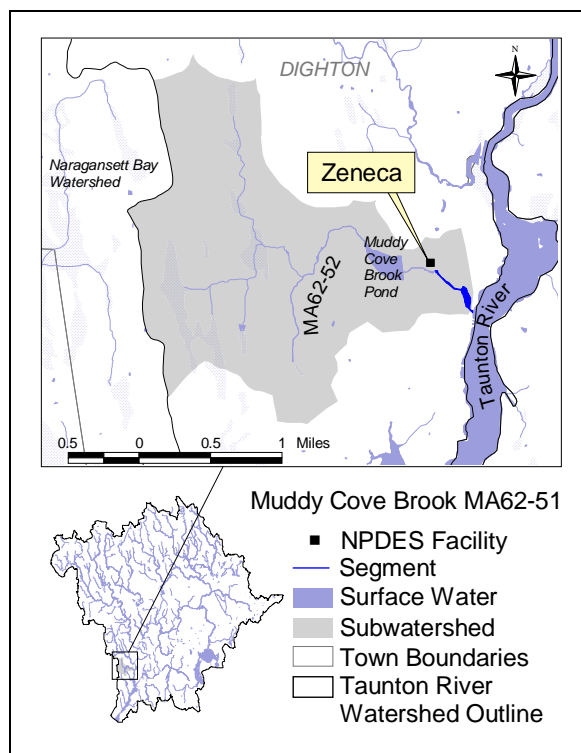 DIGHTON
N
Naragansett Bay
Watershed
Zeneca
Muddy
Cove
Brook
Pond
MA62-52
Taunton River
0.5 0 0.5 1 Miles
Muddy Cove Brook MA62-51
NPDES Facility
Segment
Surface Water
Subwatershed
Town Boundaries
Taunton River
Watershed Outline